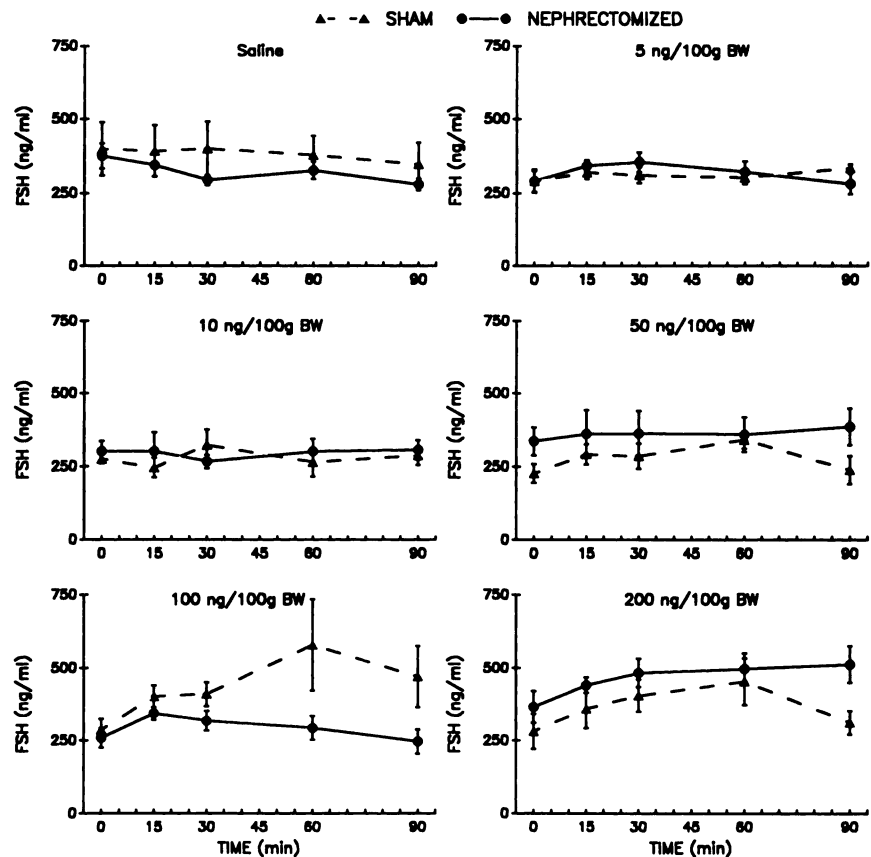 SHAM NEPHRECTOMIZED
Saline
750
500
250
0
FSH (ng/ml)
0 15 30 45 60 90
5 ng/100g BW
750
500
250
0
FSH (ng/ml)
0 15 30 45 60 90
10 ng/100g BW
750
500
250
0
FSH (ng/ml)
0 15 30 45 60 90
50 ng/100g BW
750
500
250
0
FSH (ng/ml)
0 15 30 45 60 90
100 ng/100g BW
750
500
250
0
FSH (ng/ml)
0 15 30 45 60 90
TIME (min)
200 ng/100g BW
750
500
250
0
FSH (ng/ml)
0 15 30 45 60 90
TIME (min)